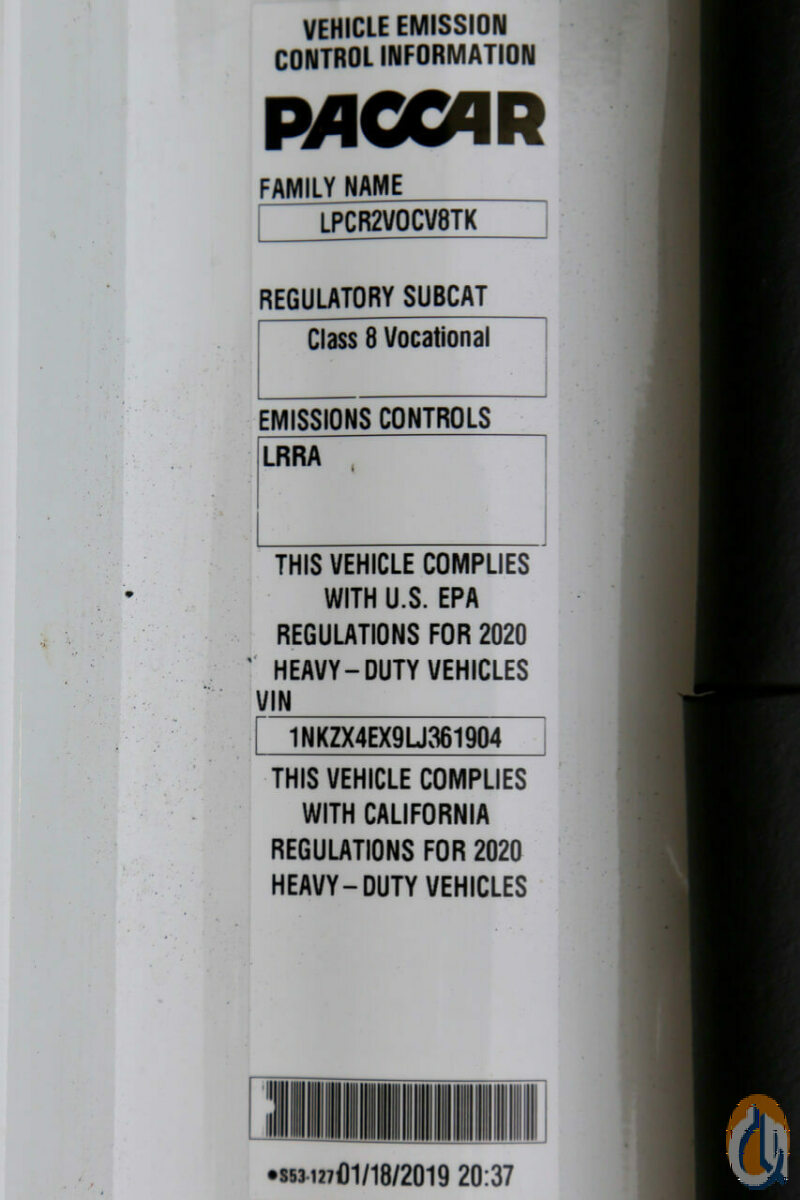 VEHICLE EMISSION
CONTROL INFORMATION
PACCAR
FAMILY NAME
LPCR2VOCV8TK
REGULATORY SUBCAT
Class 8 Vocational
EMISSIONS CONTROLS
LRRA
THIS VEHICLE COMPLIES
WITH U.S. EPA
REGULATIONS FOR 2020
HEAVY-DUTY VEHICLES
VIN
1NKZX4EX9LJ361904
THIS VEHICLE COMPLIES
WITH CALIFORNIA
REGULATIONS FOR 2020
HEAVY-DUTY VEHICLES
•S53-1277 01/18/2019 20:37